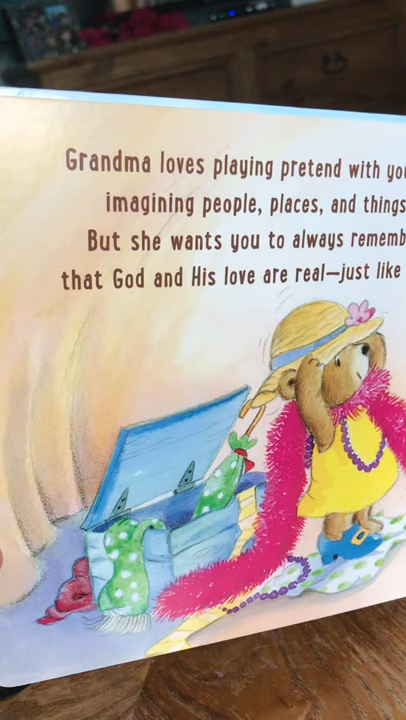 Grandma loves playing pretend with
imagining people, places, and things
But she wants you to always
that God and His love are real—just like